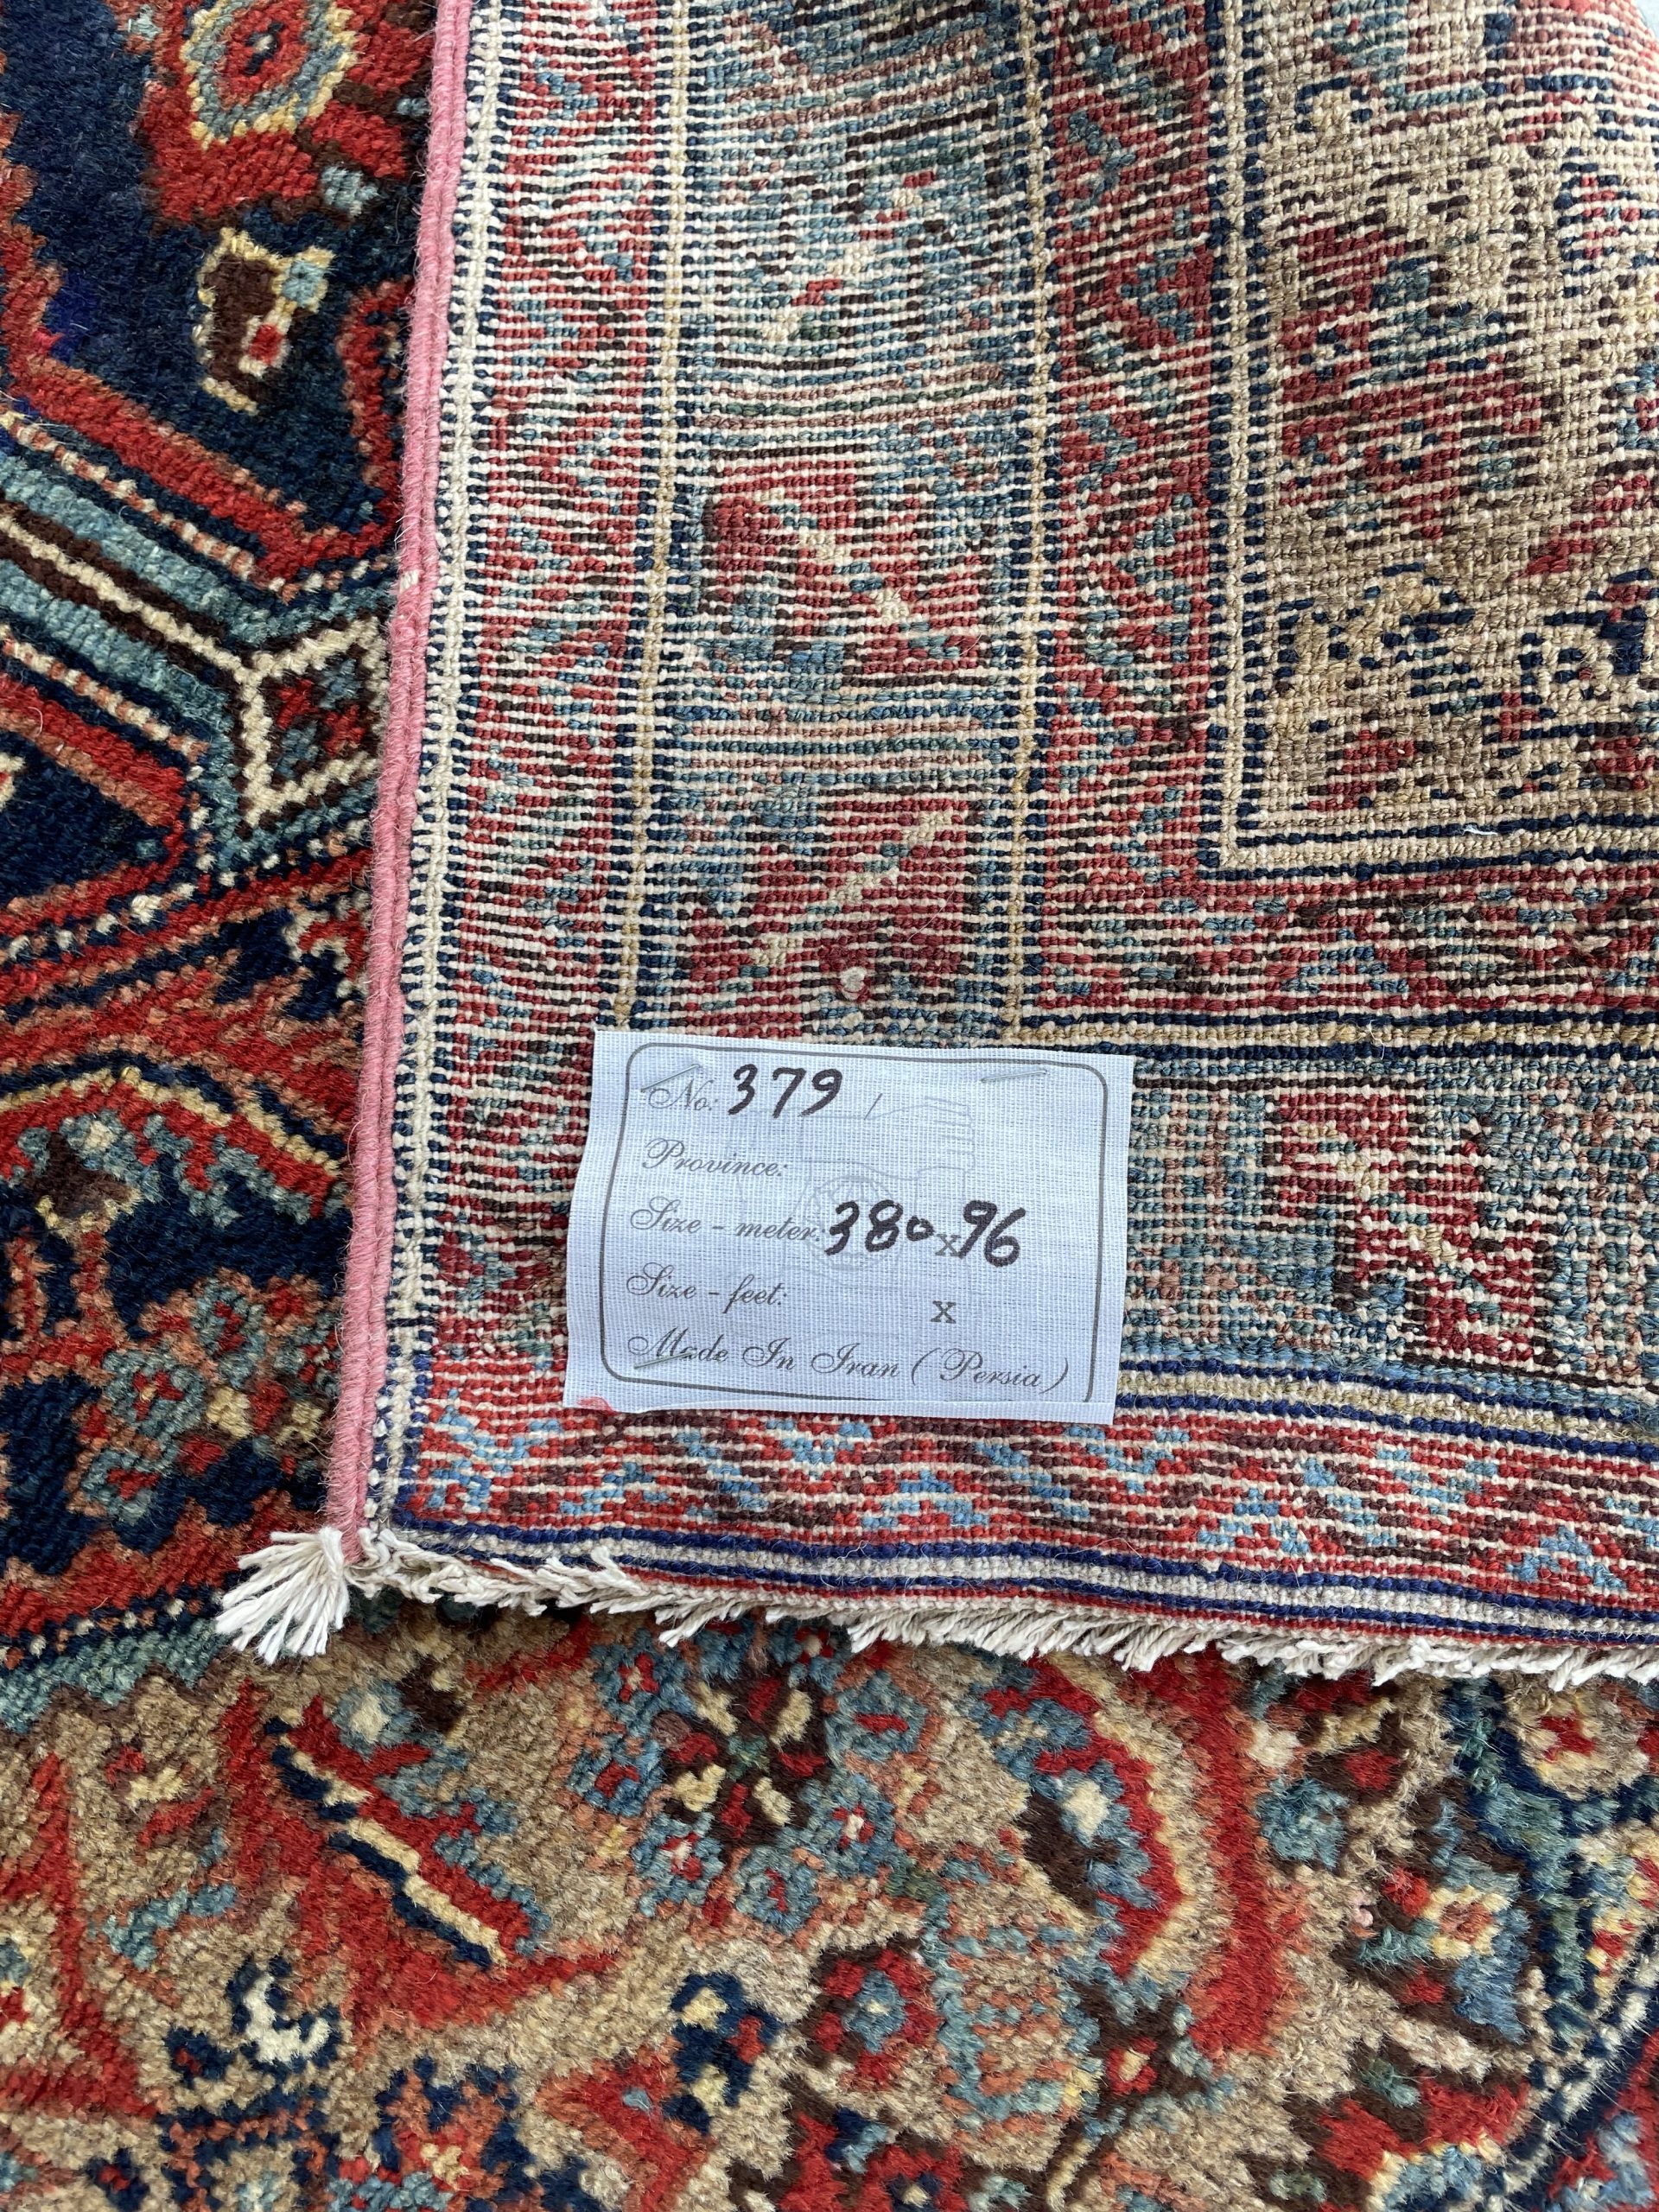 No: 379
Province:
Size - meter: 380 x 96
Size - feet: x
Made In Iran (Persia)